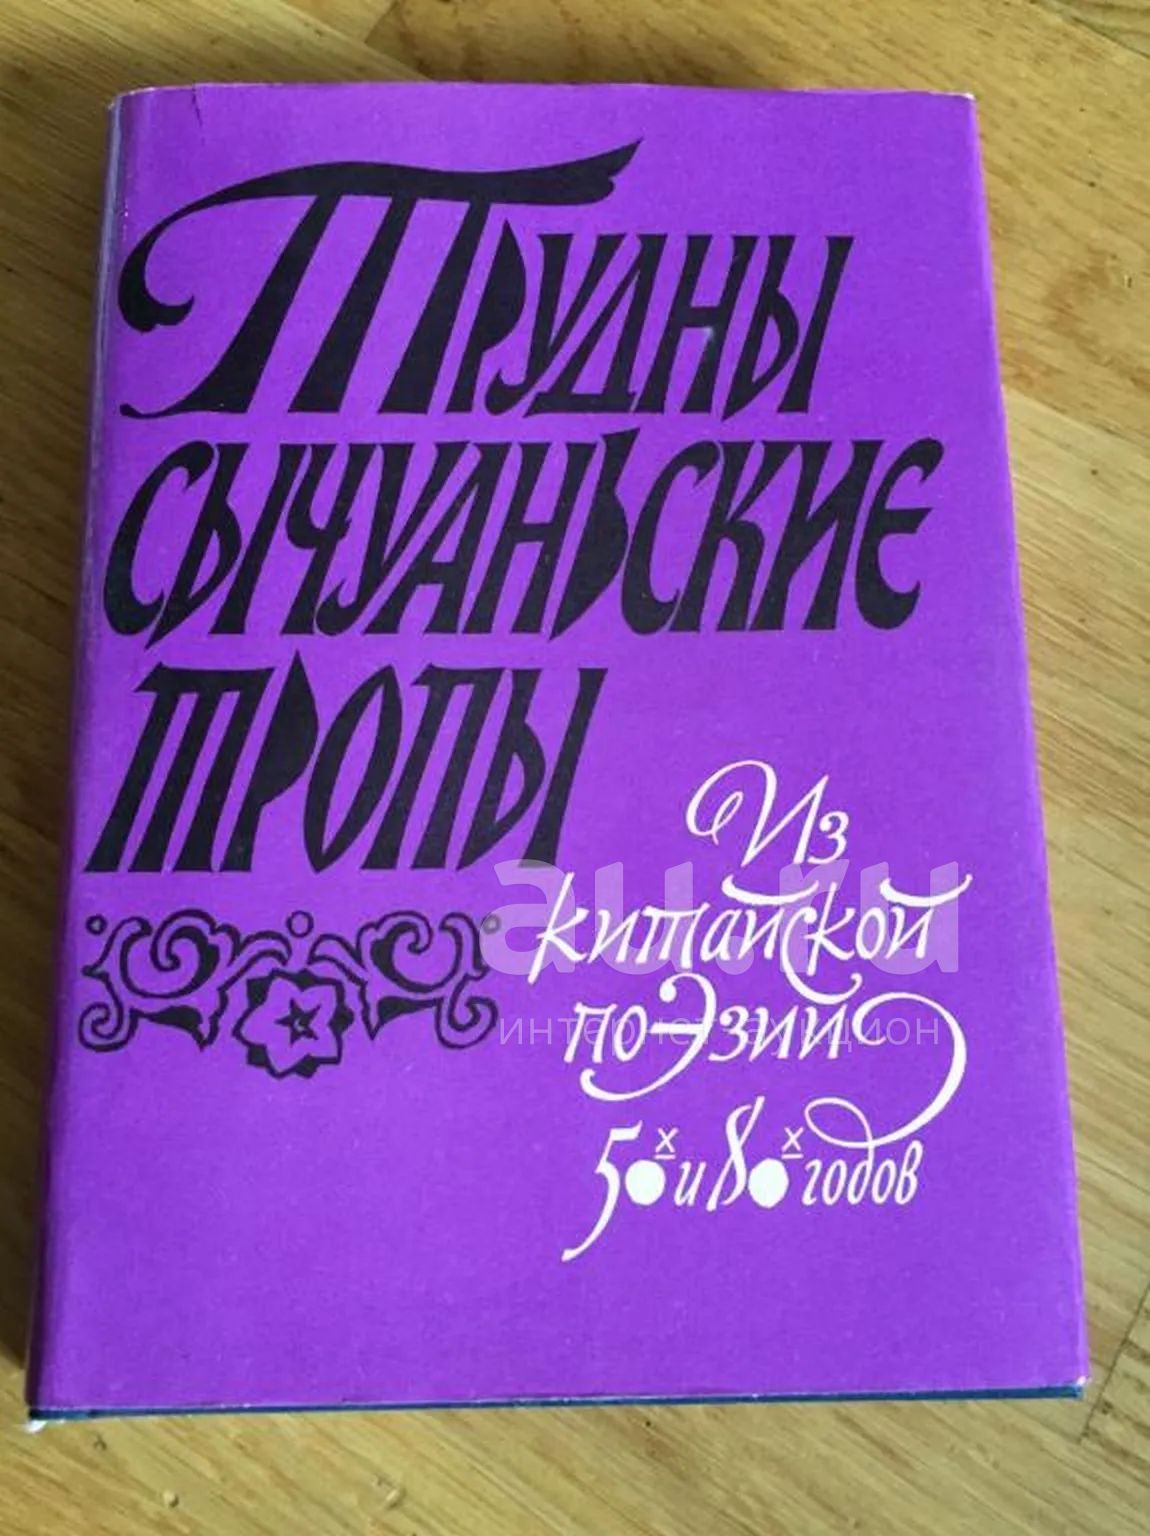 Трудны
сычуаньские
тропы
Из
китайской
поэзии
50х и 80х годов
au.ru
интернет-аукцион